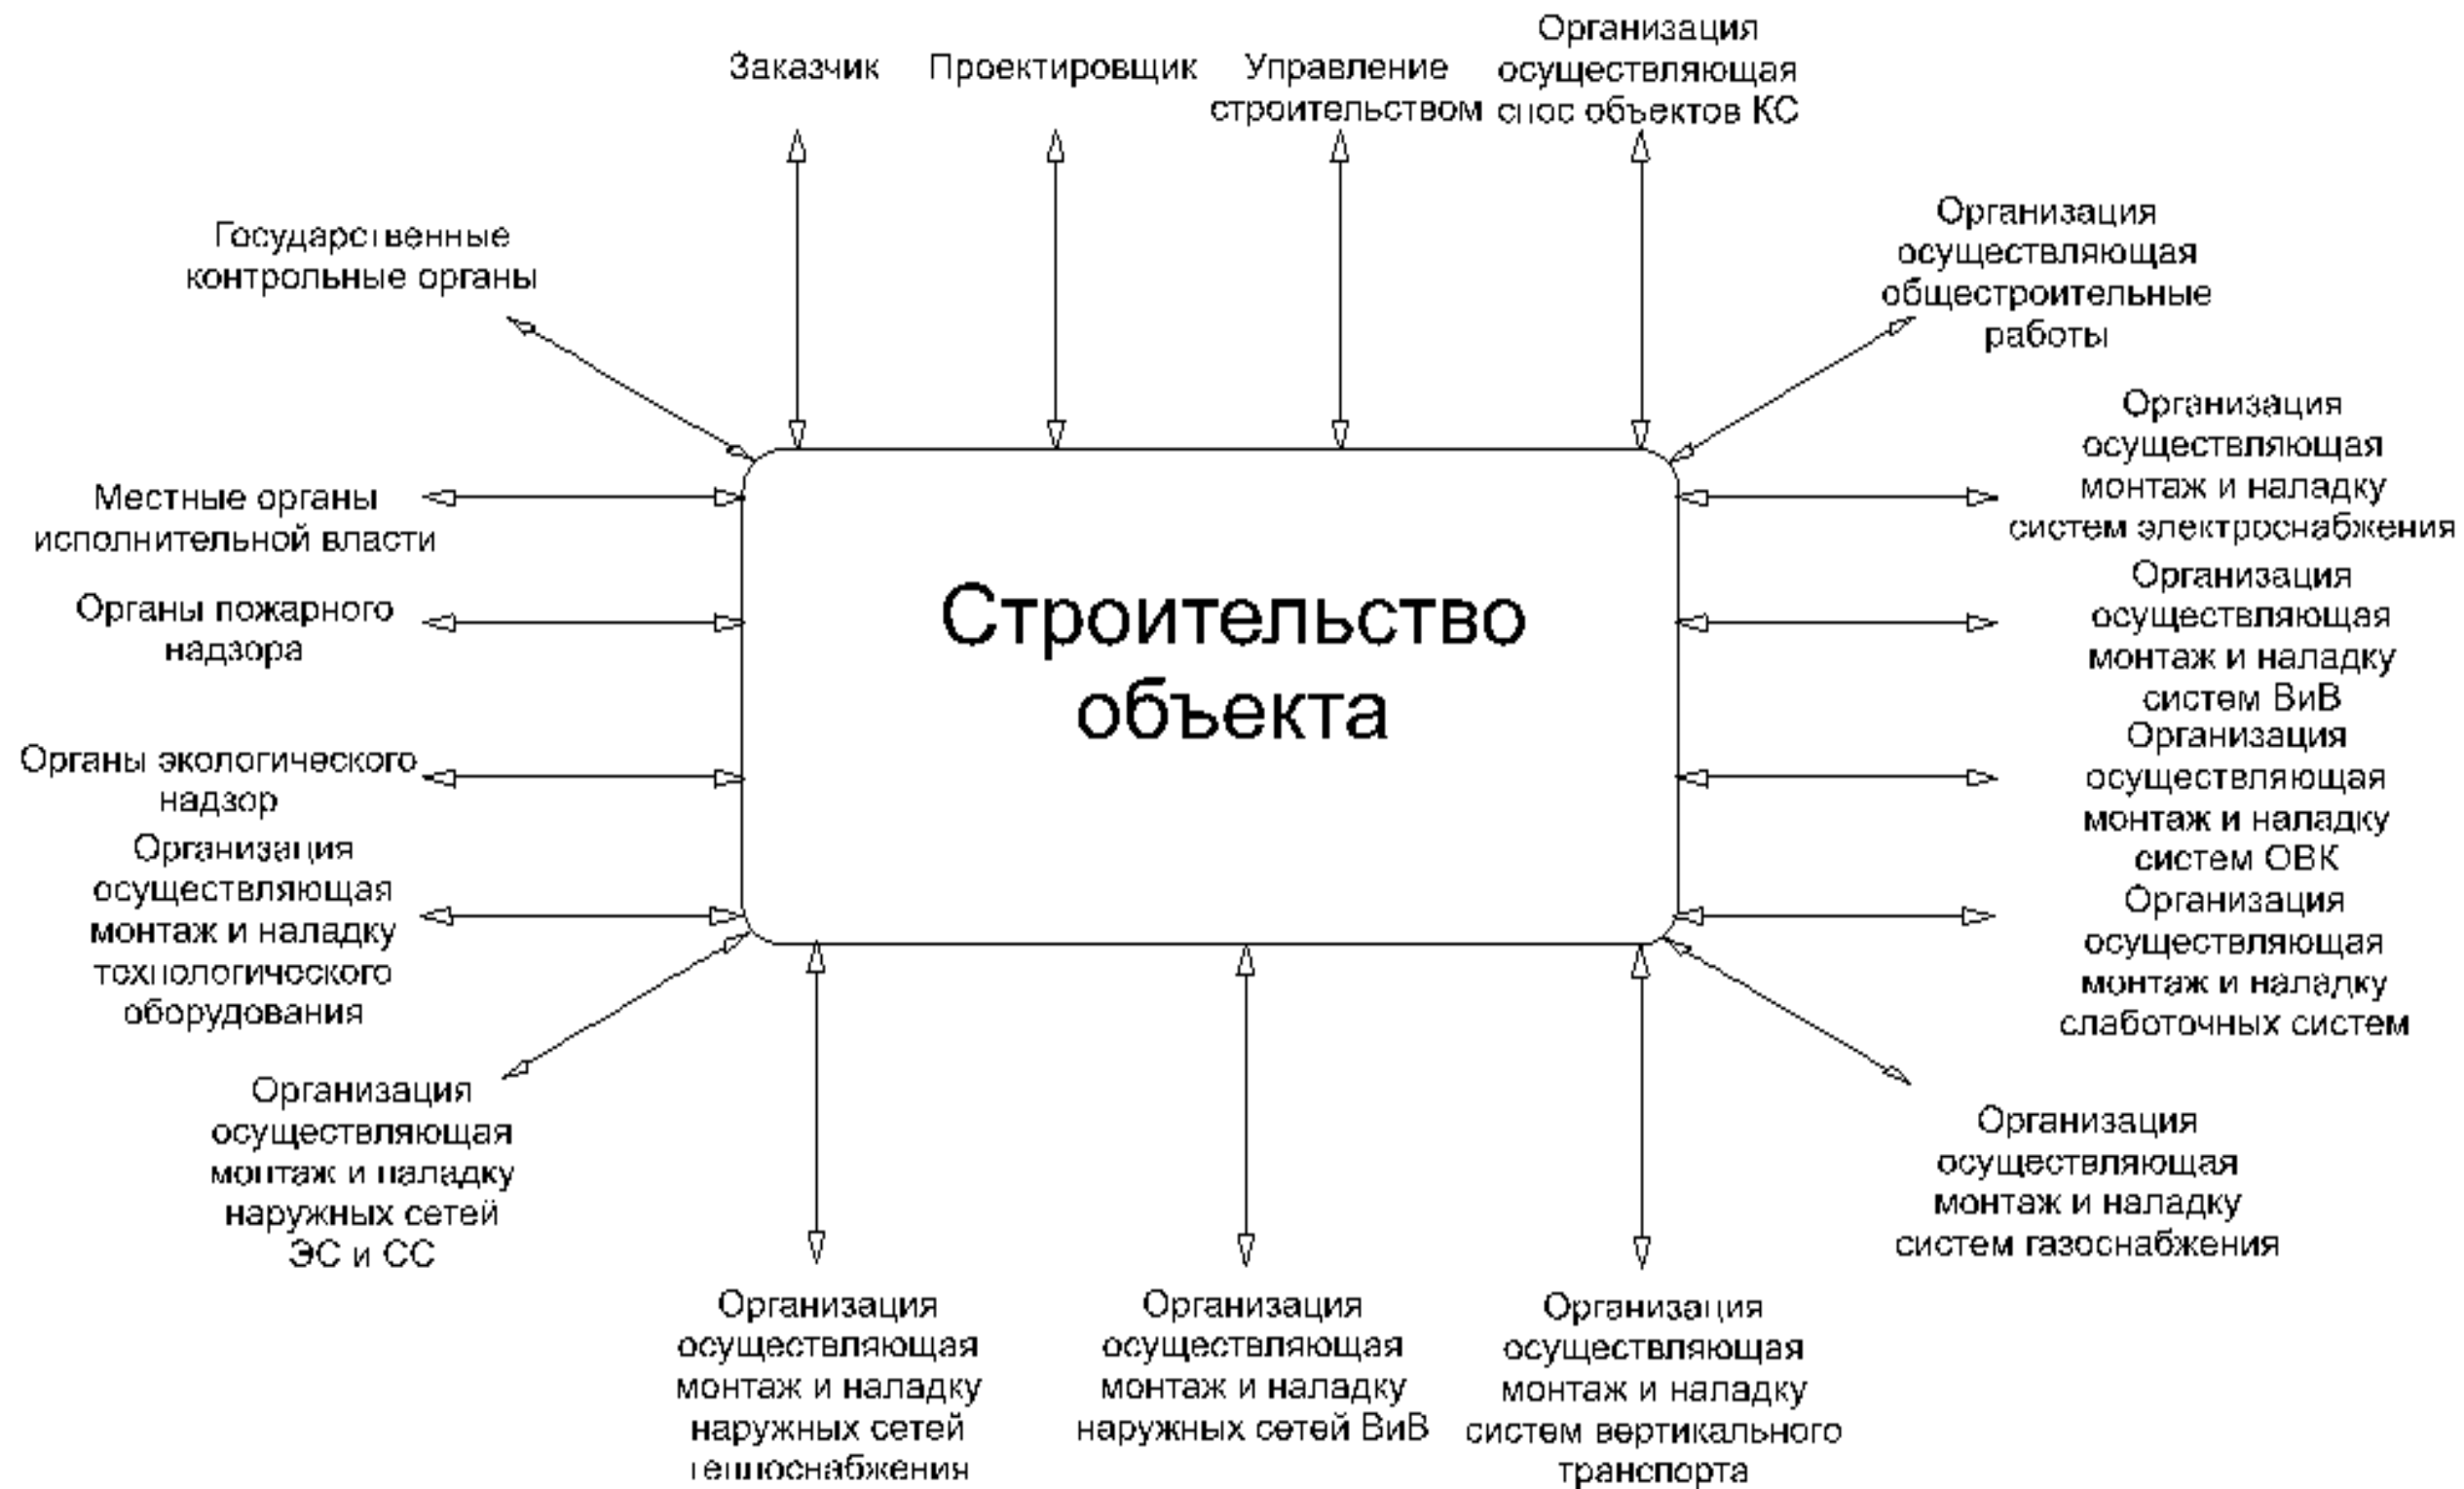 Заказчик
Проектировщик
Управление
строительством
Организация
осуществляющая
снос объектов КС
Государственные
контрольные органы
Организация
осуществляющая
общестроительные
работы
Местные органы
исполнительной власти
Организация
осуществляющая
монтаж и наладку
систем электроснабжения
Органы пожарного
надзора
Строительство
объекта
Организация
осуществляющая
монтаж и наладку
систем ВиВ
Органы экологического
надзор
Организация
осуществляющая
монтаж и наладку
систем ОВК
Организация
осуществляющая
монтаж и наладку
технологического
оборудования
Организация
осуществляющая
монтаж и наладку
слаботочных систем
Организация
осуществляющая
монтаж и наладку
наружных сетей
ЭС и СС
Организация
осуществляющая
монтаж и наладку
систем газоснабжения
Организация
осуществляющая
монтаж и наладку
наружных сетей
теплоснабжения
Организация
осуществляющая
монтаж и наладку
наружных сетей ВиВ
Организация
осуществляющая
монтаж и наладку
систем вертикального
транспорта